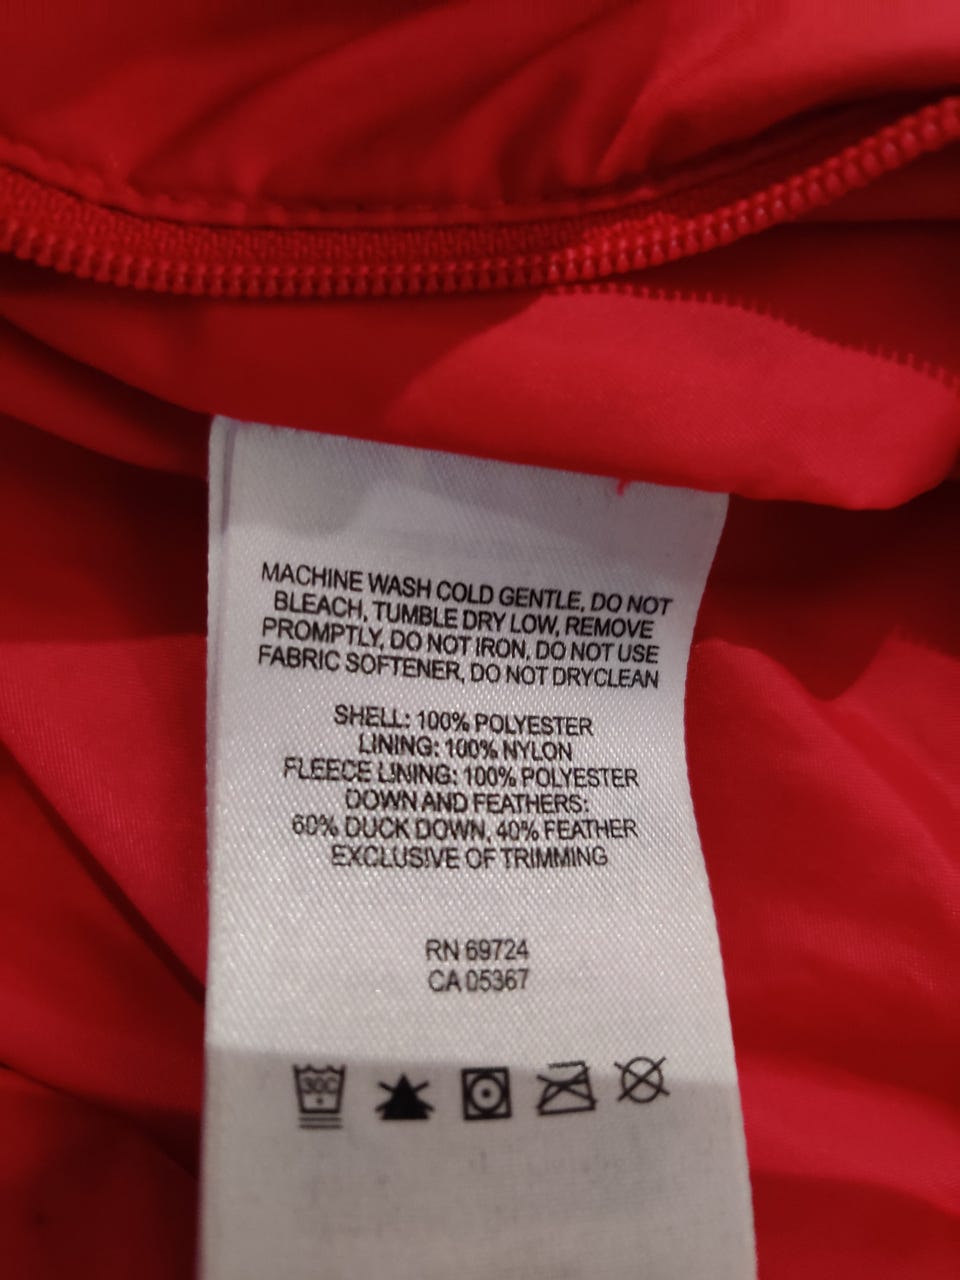 MACHINE WASH COLD GENTLE, DO NOT
BLEACH, TUMBLE DRY LOW, REMOVE
PROMPTLY, DO NOT IRON, DO NOT USE
FABRIC SOFTENER, DO NOT DRYCLEAN
SHELL: 100% POLYESTER
LINING: 100% NYLON
FLEECE LINING: 100% POLYESTER
DOWN AND FEATHERS:
60% DUCK DOWN, 40% FEATHER
EXCLUSIVE OF TRIMMING
RN 69724
CA 05367
30C